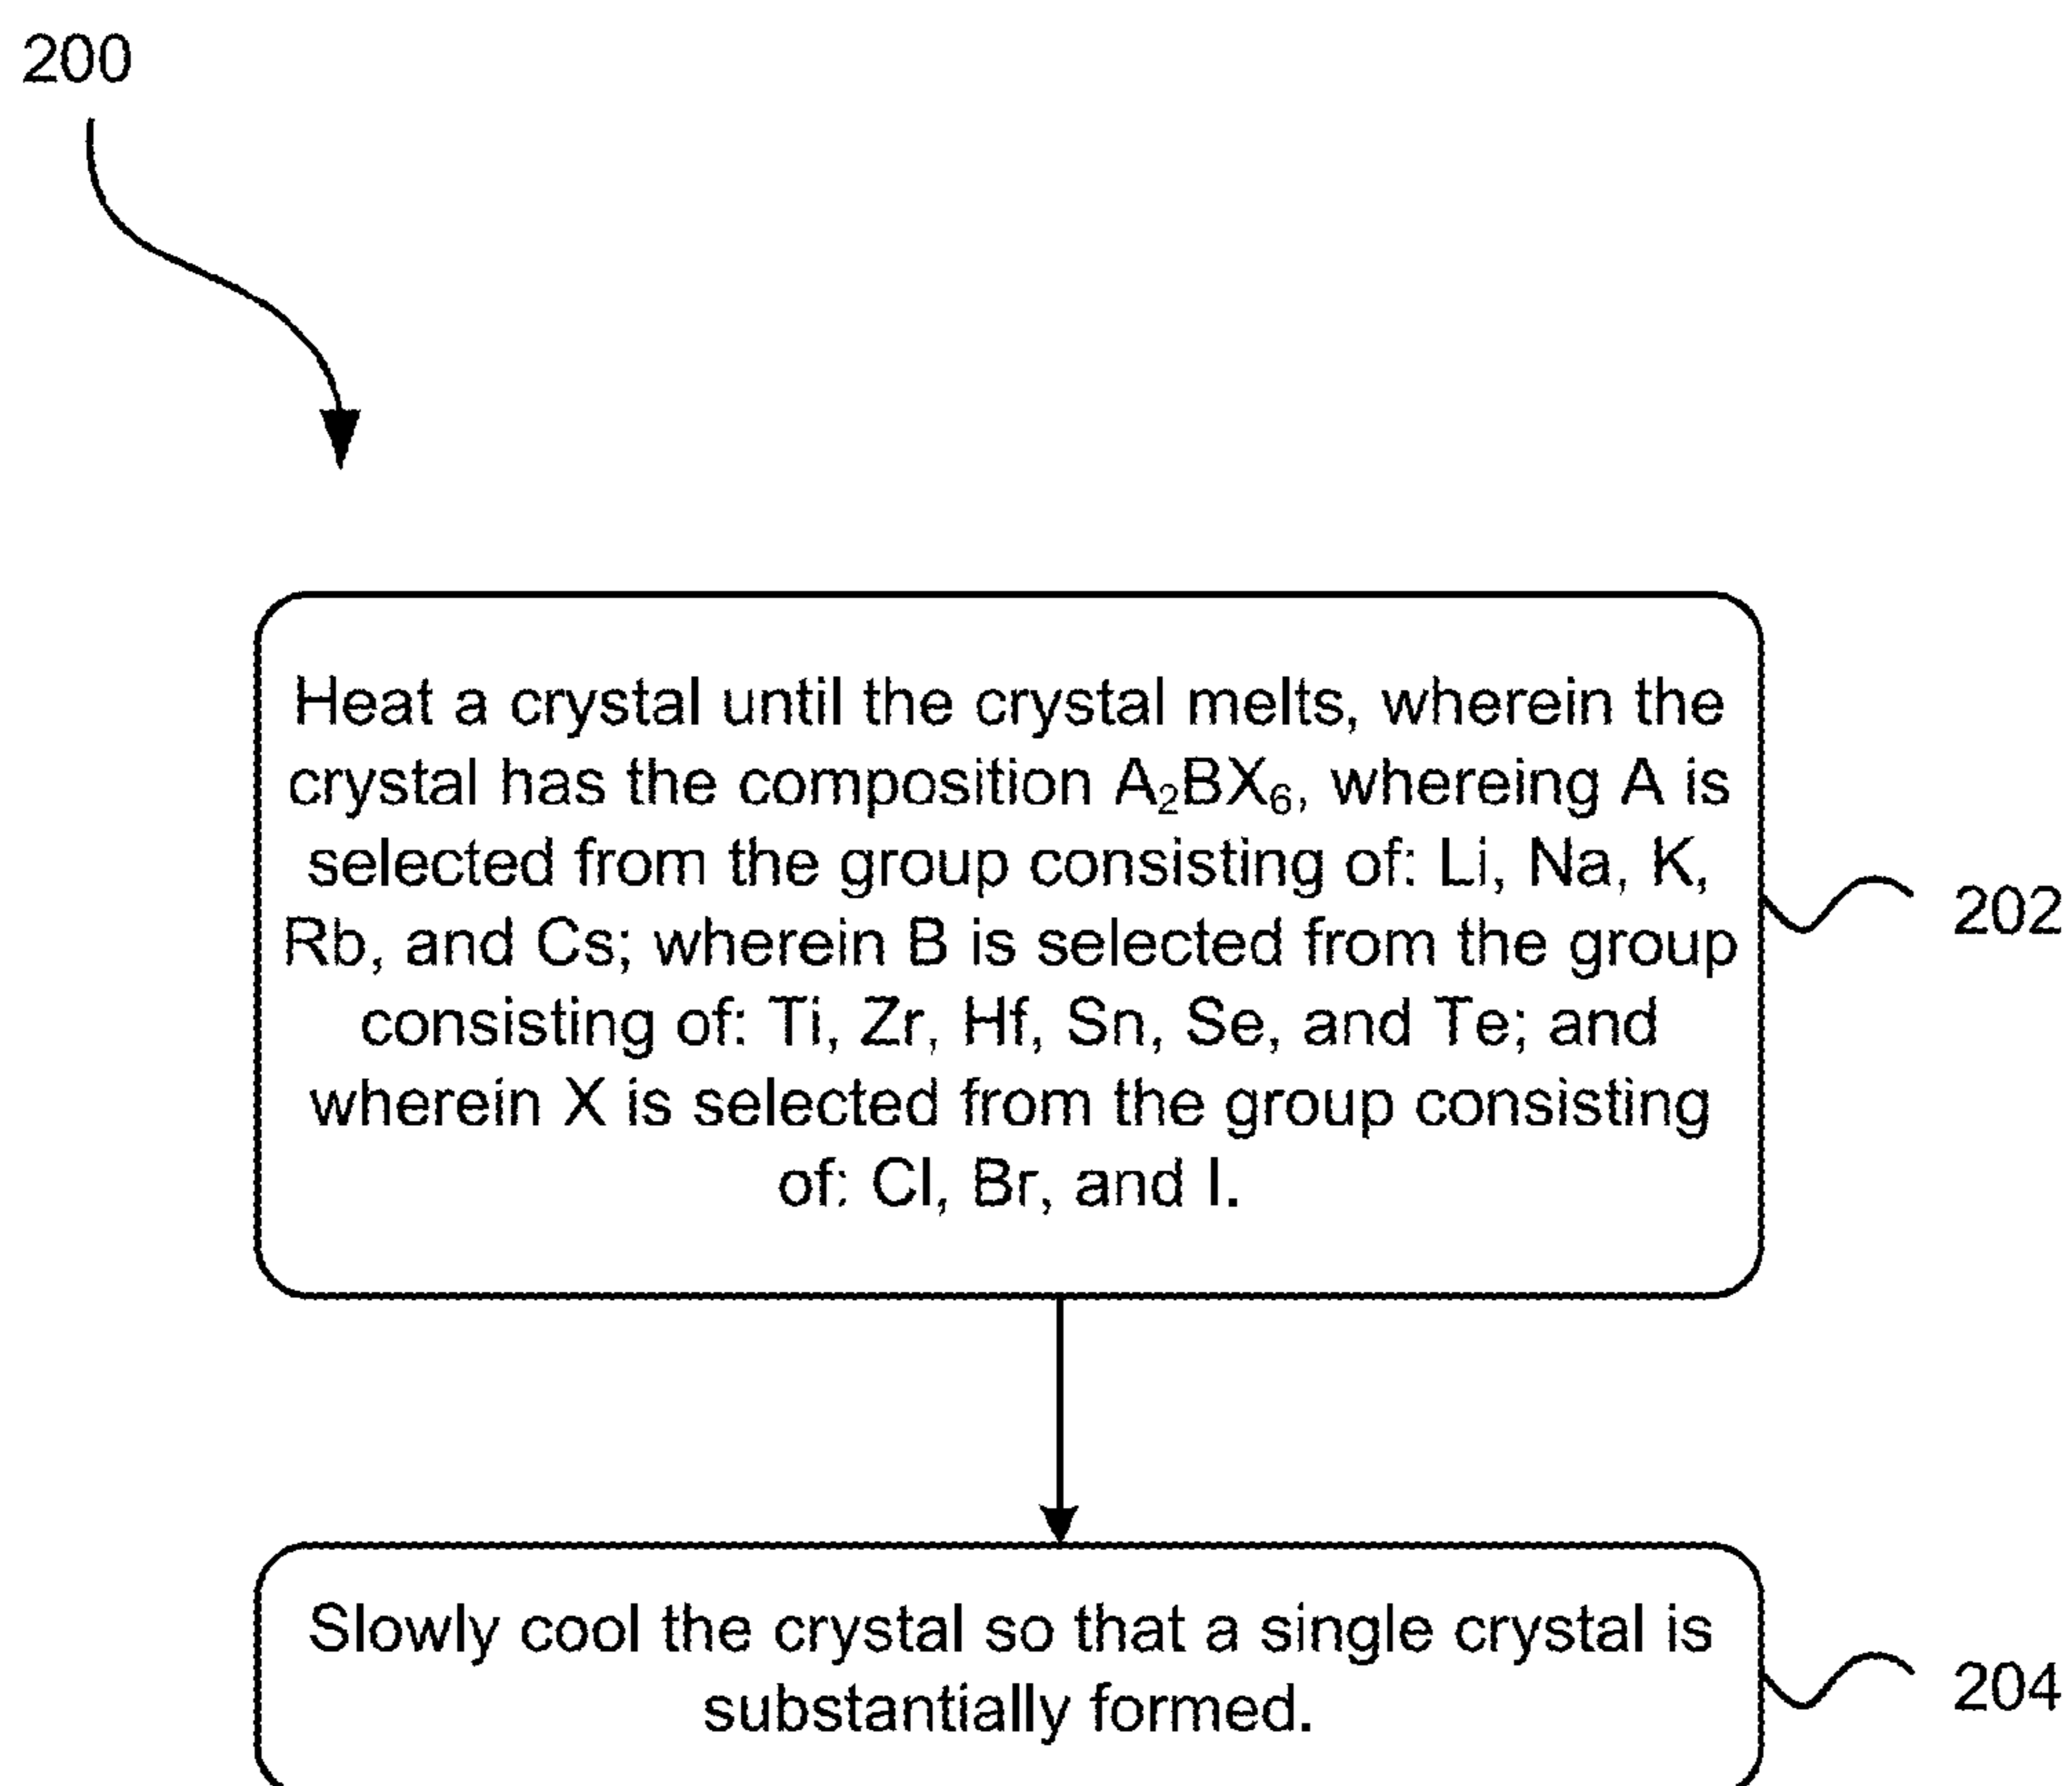 200
Heat a crystal until the crystal melts, wherein the
crystal has the composition A₂BX₆, whereing A is
selected from the group consisting of: Li, Na, K,
Rb, and Cs; wherein B is selected from the group
consisting of: Ti, Zr, Hf, Sn, Se, and Te; and
wherein X is selected from the group consisting
of: Cl, Br, and I.
202
Slowly cool the crystal so that a single crystal is
substantially formed.
204